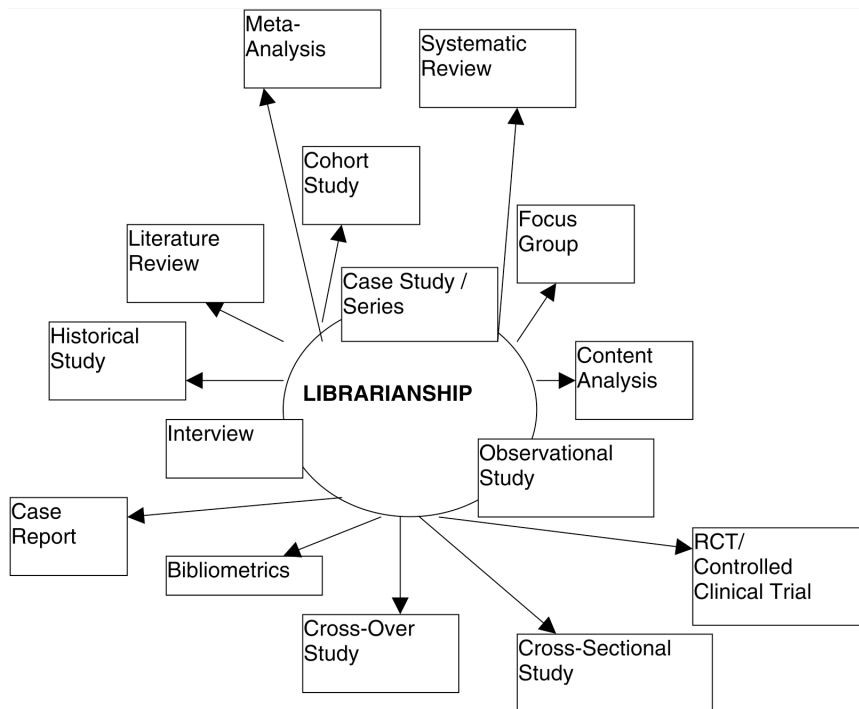 Meta-
Analysis
Systematic
Review
Cohort
Study
Focus
Group
Literature
Review
Case Study /
Series
Historical
Study
Content
Analysis
LIBRARIANSHIP
Interview
Observational
Study
Case
Report
RCT/
Controlled
Clinical Trial
Bibliometrics
Cross-Over
Study
Cross-Sectional
Study